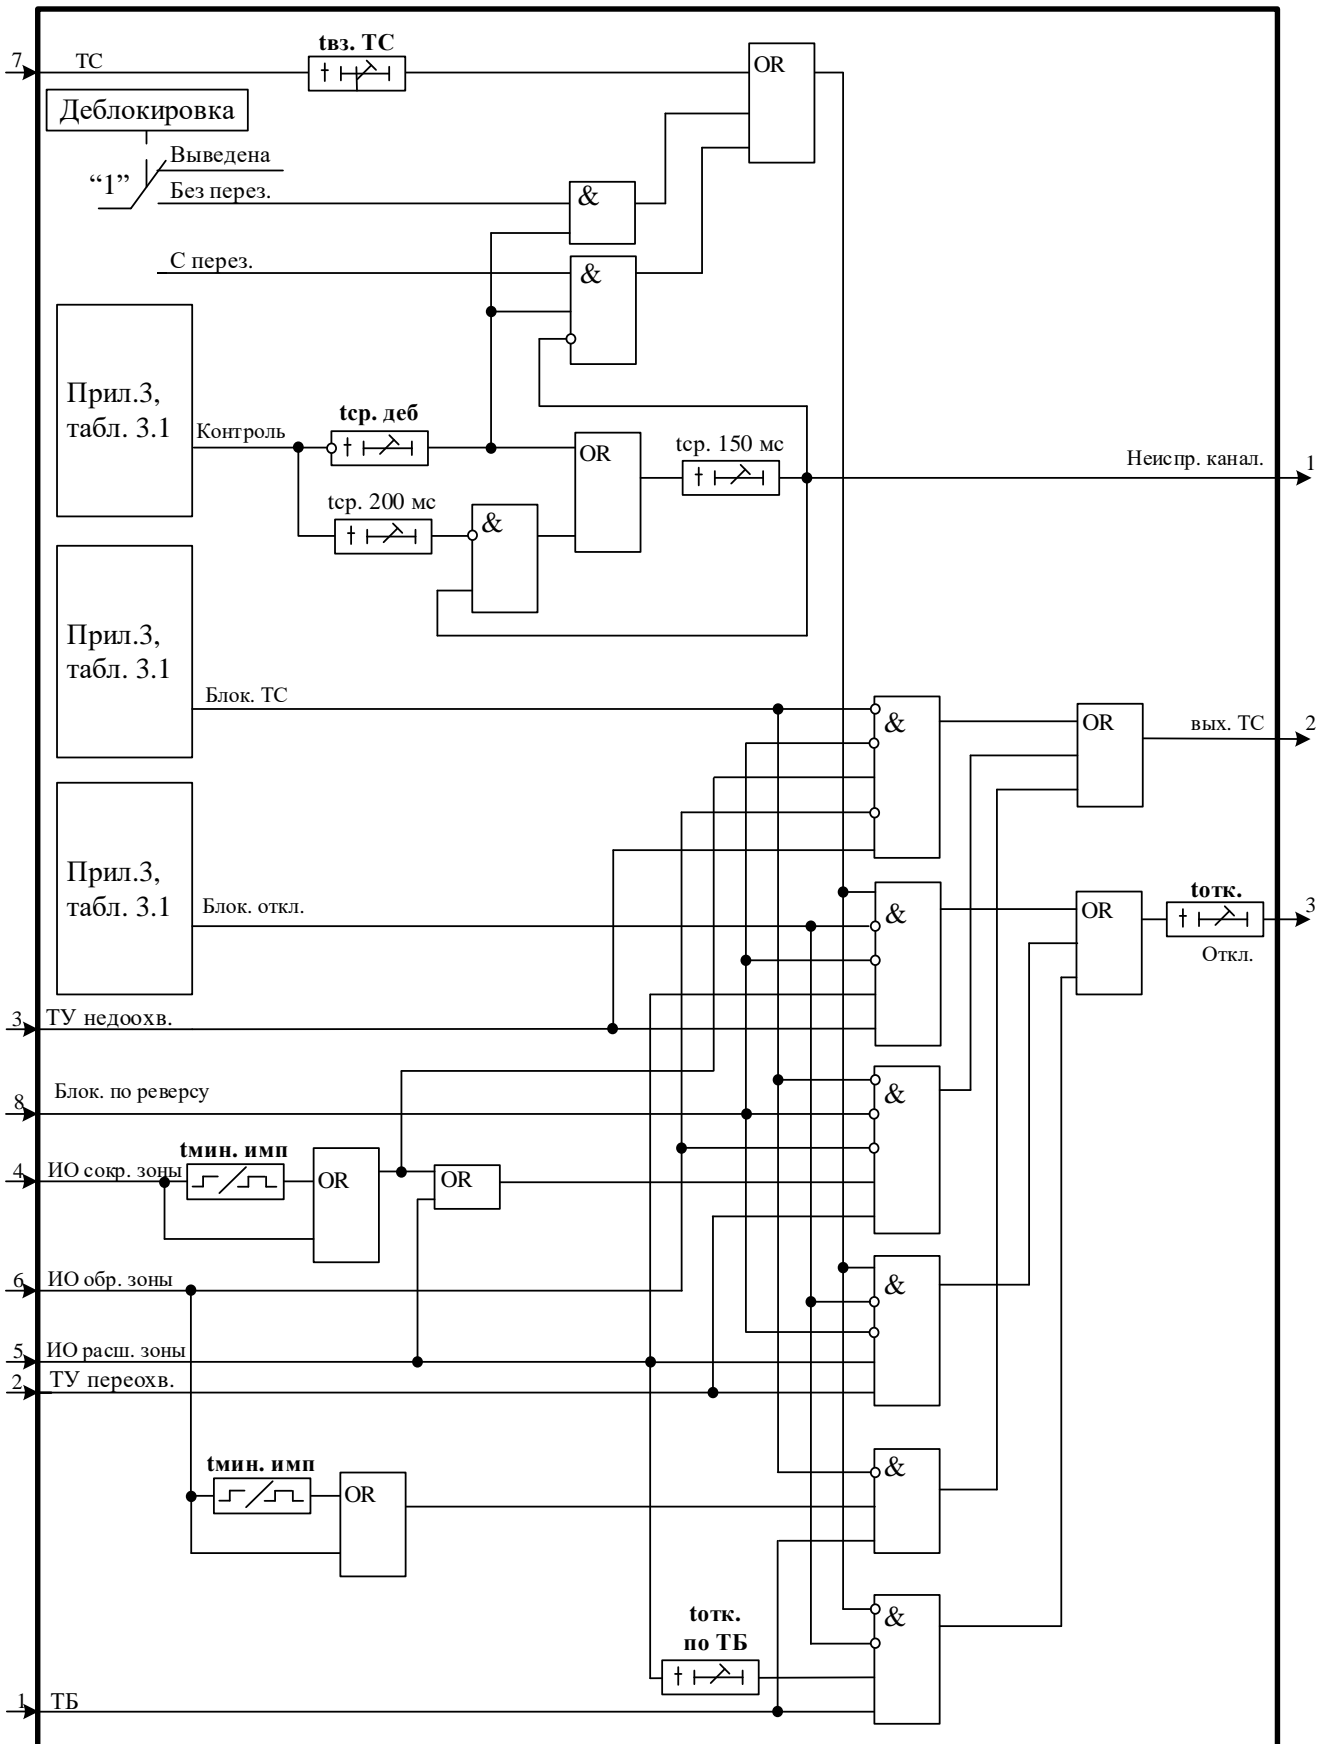 tвз. ТС
7
ТС
OR
Деблокировка
Выведена
“1”
Без перез.
&
С перез.
&
Прил.3,
табл. 3.1
Контроль
tср. деб
OR
tср. 150 мс
Неиспр. канал.
1
tср. 200 мс
&
Прил.3,
табл. 3.1
Блок. ТС
&
OR
вых. ТС
2
Прил.3,
табл. 3.1
Блок. откл.
&
OR
tотк.
3
Откл.
3
ТУ недоохв.
8
Блок. по реверсу
&
4
ИО сокр. зоны
tмин. имп
OR
OR
6
ИО обр. зоны
&
5
ИО расш. зоны
2
ТУ переохв.
tмин. имп
OR
&
tотк.
по ТБ
&
1
ТБ